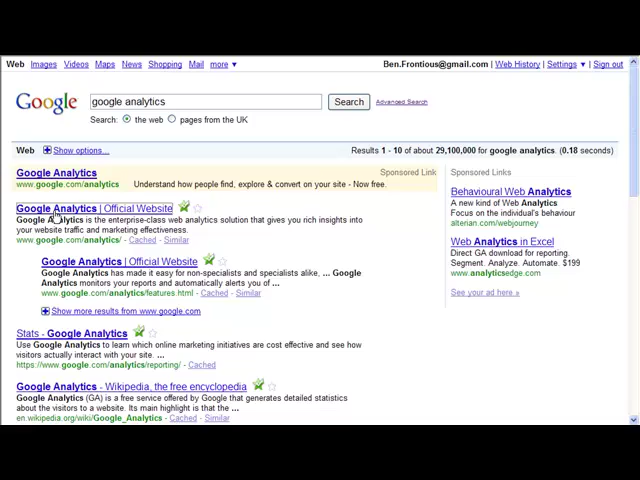 Web Images Videos Maps News Shopping Mail more ▼ Ben.Frontious@gmail.com | Web History | Settings ▼ | Sign out
Google google analytics Search Advanced Search
Search: the web pages from the UK
Web Show options... Results 1 - 10 of about 29,100,000 for google analytics. (0.18 seconds)
Google Analytics Sponsored Link
www.google.com/analytics Understand how people find, explore & convert on your site - Now free.
Google Analytics | Official Website
Google Analytics is the enterprise-class web analytics solution that gives you rich insights into
your website traffic and marketing effectiveness.
www.google.com/analytics/ - Cached - Similar
Google Analytics | Official Website
Google Analytics has made it easy for non-specialists and specialists alike, ... Google
Analytics monitors your reports and automatically alerts you of ...
www.google.com/analytics/features.html - Cached - Similar
Show more results from www.google.com
Stats - Google Analytics
Use Google Analytics to learn which online marketing initiatives are cost effective and see how
visitors actually interact with your site. ...
https://www.google.com/analytics/reporting/ - Cached
Google Analytics - Wikipedia, the free encyclopedia
Google Analytics (GA) is a free service offered by Google that generates detailed statistics
about the visitors to a website. Its main highlight is that the ...
en.wikipedia.org/wiki/Google_Analytics - Cached - Similar
Sponsored Links
Behavioural Web Analytics
A new kind of Web Analytics
Focus on the individual's behaviour
alterian.com/webjourney
Web Analytics in Excel
Direct GA download for reporting.
Segment. Analyze. Automate. $199
www.analyticsedge.com
See your ad here »